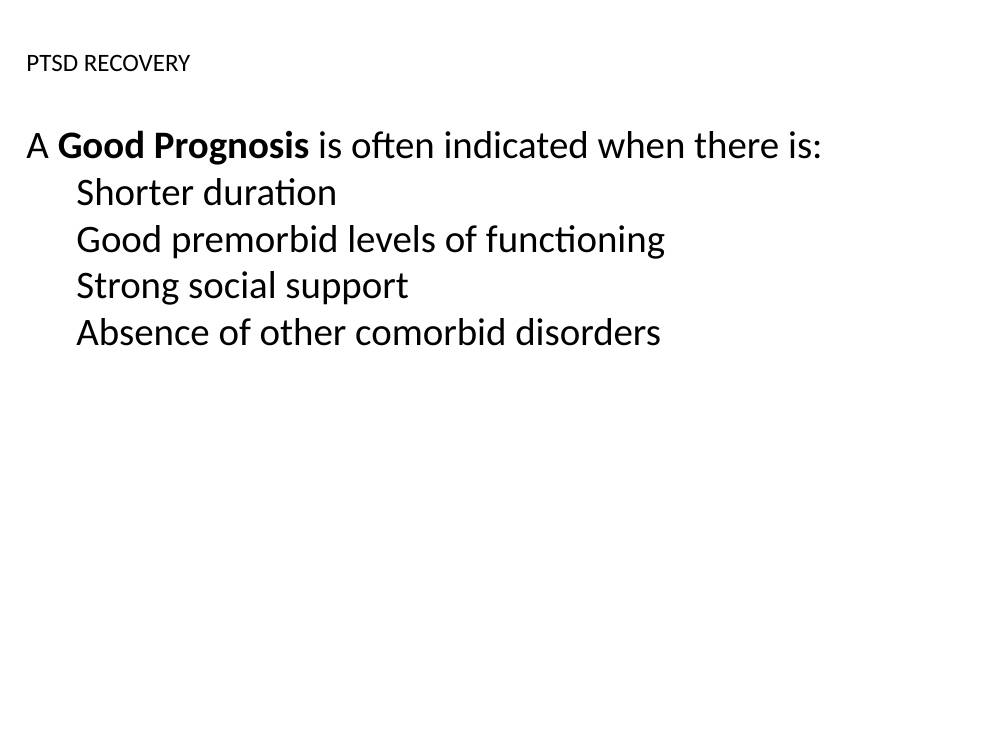 PTSD RECOVERY
A Good Prognosis is often indicated when there is:
Shorter duration
Good premorbid levels of functioning
Strong social support
Absence of other comorbid disorders